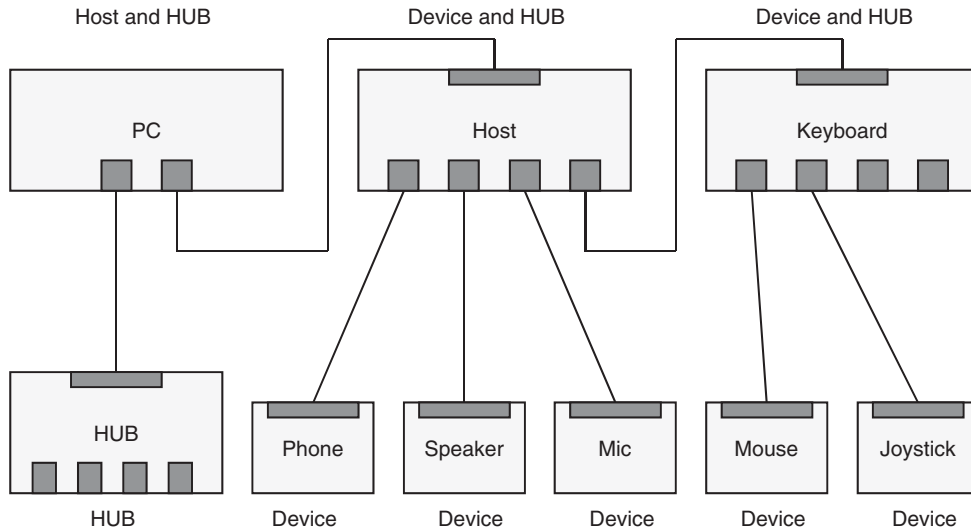 Host and HUB
Device and HUB
Device and HUB
PC
Host
Keyboard
HUB
Phone
Speaker
Mic
Mouse
Joystick
HUB
Device
Device
Device
Device
Device